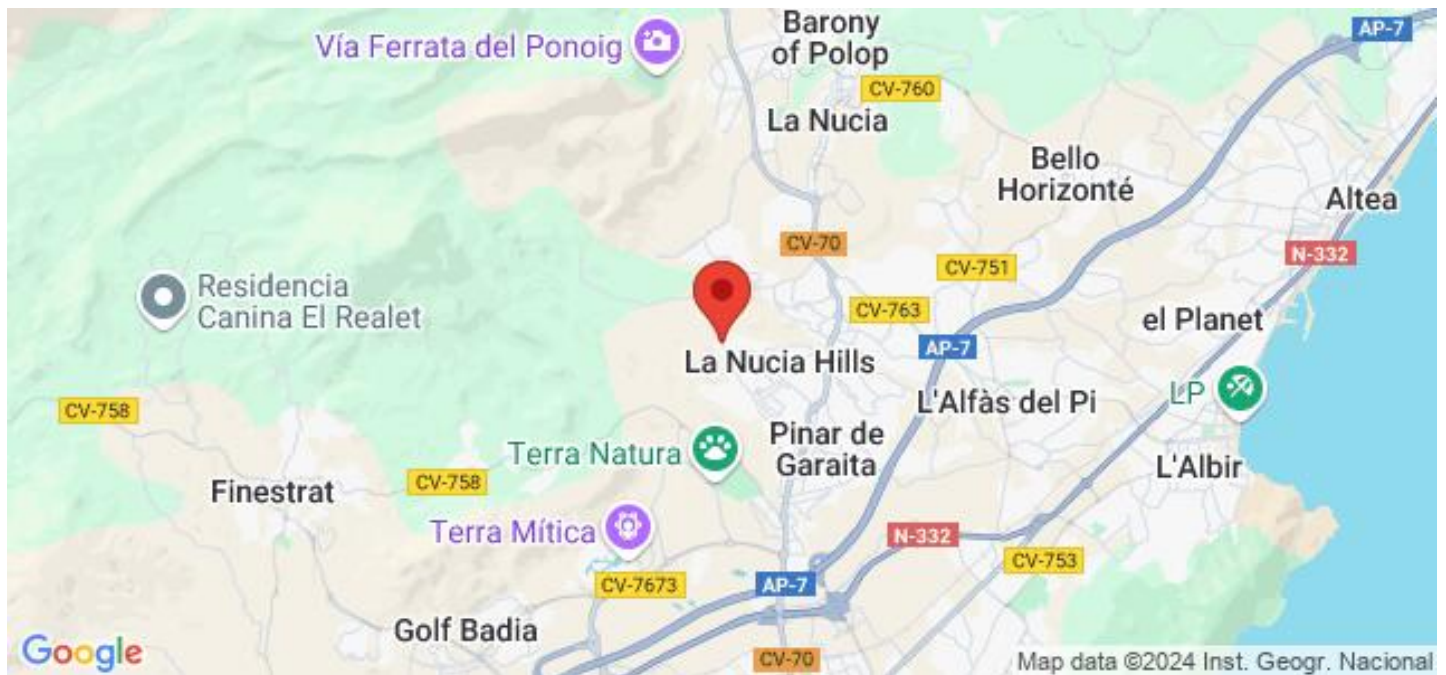 Barony
of Polop
AP-7
Vía Ferrata del Ponoig
CV-760
La Nucia
Bello
Horizonté
Altea
CV-70
N-332
CV-751
Residencia
Canina El Realet
CV-763
el Planet
AP-7
La Nucia Hills
LP
L'Alfàs del Pi
CV-758
Pinar de
Garaita
Terra Natura
L'Albir
CV-758
Finestrat
Terra Mítica
N-332
CV-753
CV-7673
AP-7
Golf Badia
Google
CV-70
Map data ©2024 Inst. Geogr. Nacional